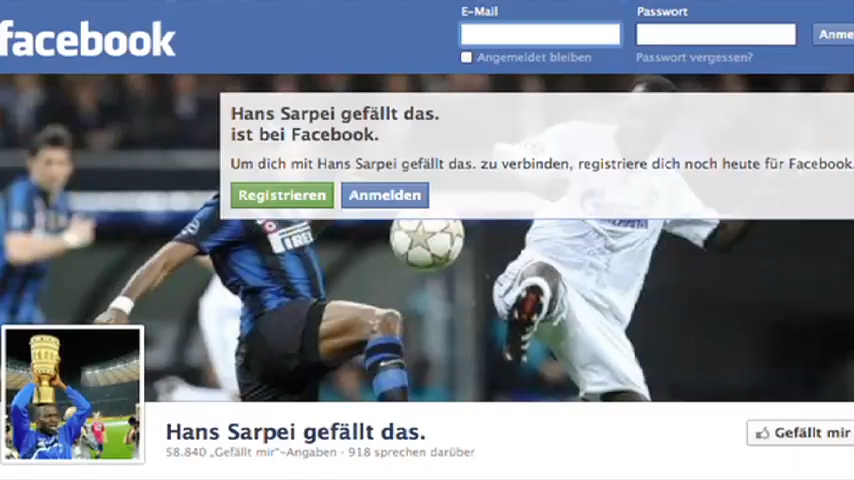 facebook
E-Mail
Passwort
Anme
Angemeldet bleiben
Passwort vergessen?
Hans Sarpei gefällt das.
ist bei Facebook.
Um dich mit Hans Sarpei gefällt das. zu verbinden, registriere dich noch heute für Facebook.
Registrieren
Anmelden
IRELLI
Hans Sarpei gefällt das.
Gefällt mir
58.840 „Gefällt mir“-Angaben · 918 sprechen darüber